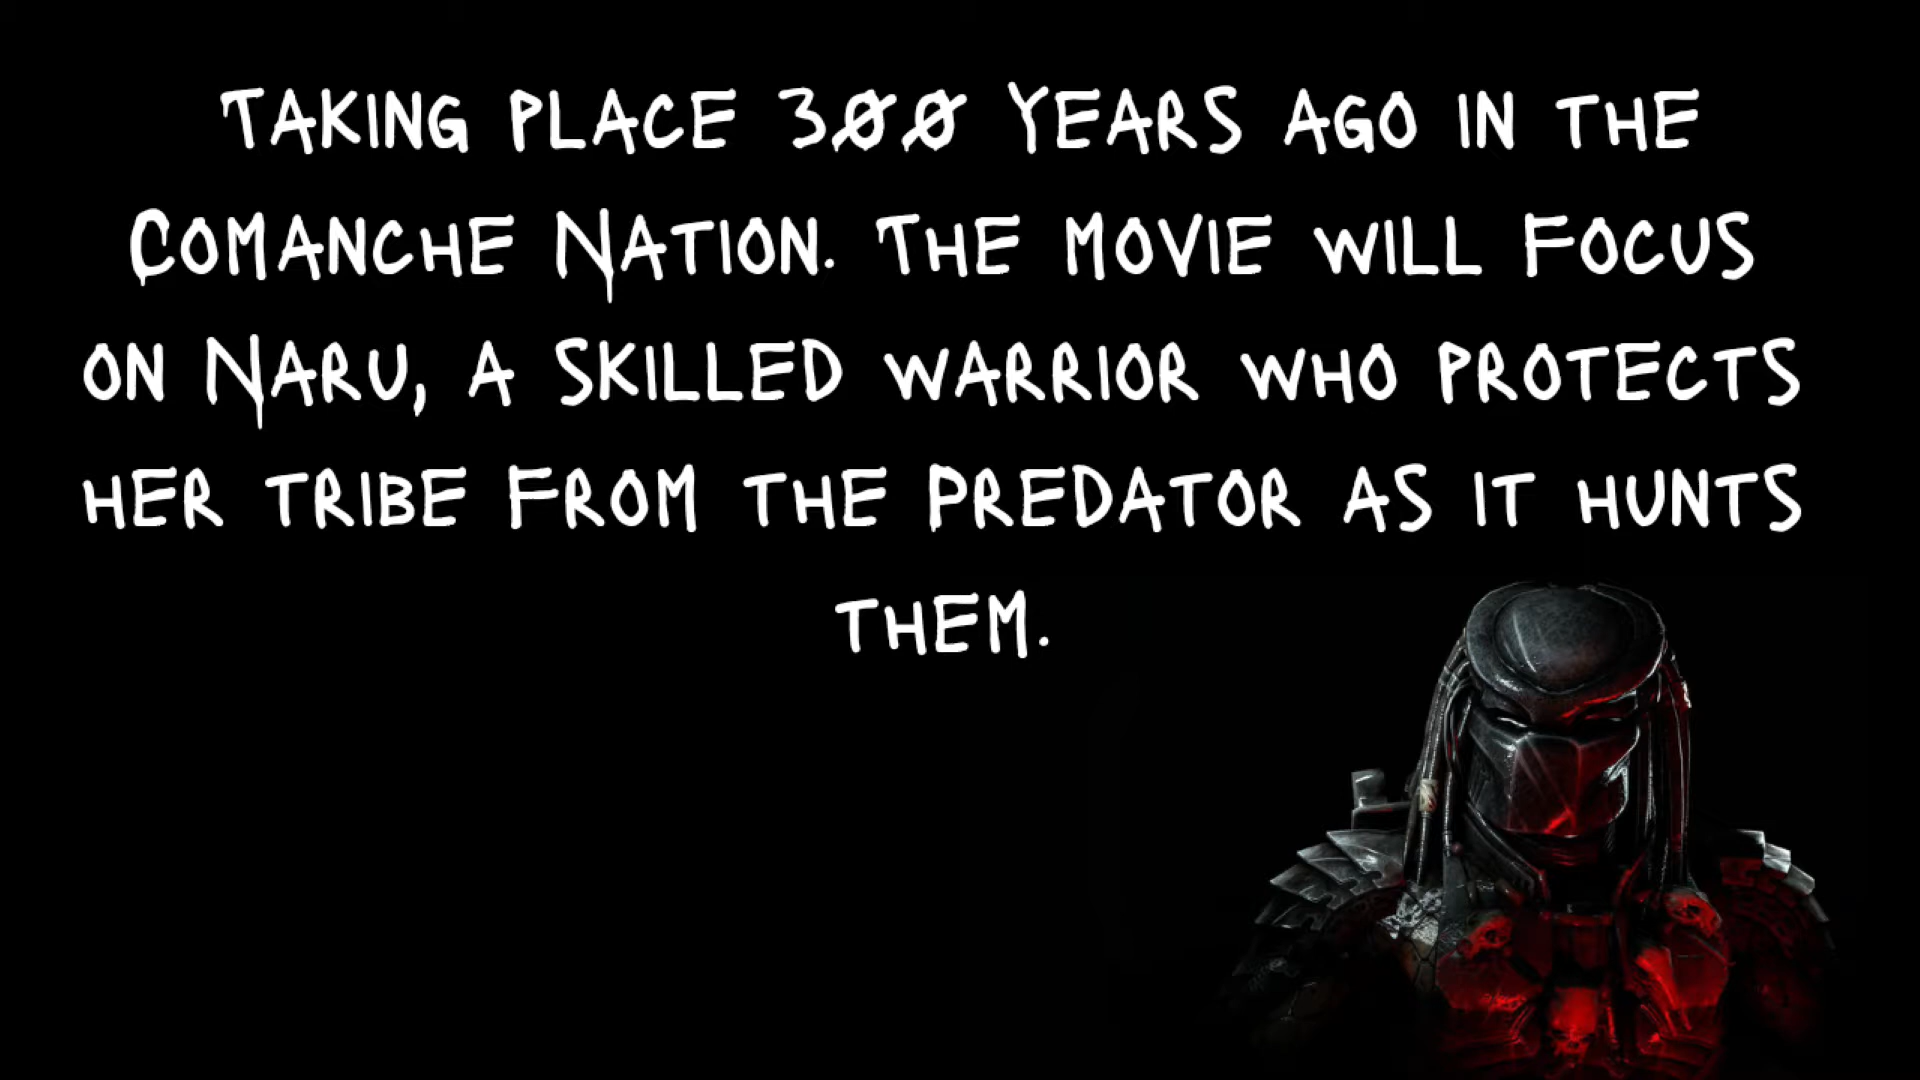 Taking place 300 Years ago in the
Comanche Nation. The movie will focus
on Naru, a skilled warrior who protects
her tribe from the Predator as it hunts
them.